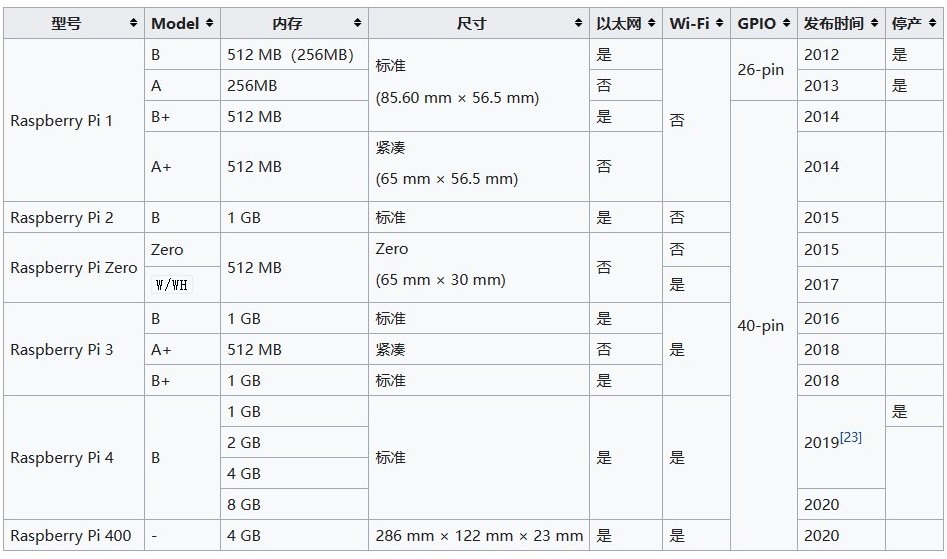 型号 Model 内存 尺寸 以太网 Wi-Fi GPIO 发布时间 停产
Raspberry Pi 1 B 512 MB（256MB） 标准 是 否 26-pin 2012 是
(85.60 mm × 56.5 mm)
A 256MB 否 2013 是
B+ 512 MB 是 40-pin 2014
A+ 512 MB 紧凑 否 2014
(65 mm × 56.5 mm)
Raspberry Pi 2 B 1 GB 标准 是 否 2015
Raspberry Pi Zero Zero 512 MB Zero 否 否 2015
(65 mm × 30 mm)
W/WH 是 2017
Raspberry Pi 3 B 1 GB 标准 是 是 2016
A+ 512 MB 紧凑 否 2018
B+ 1 GB 标准 是 2018
Raspberry Pi 4 B 1 GB 标准 是 是 2019[23] 是
2 GB
4 GB
8 GB 2020
Raspberry Pi 400 - 4 GB 286 mm × 122 mm × 23 mm 是 是 2020